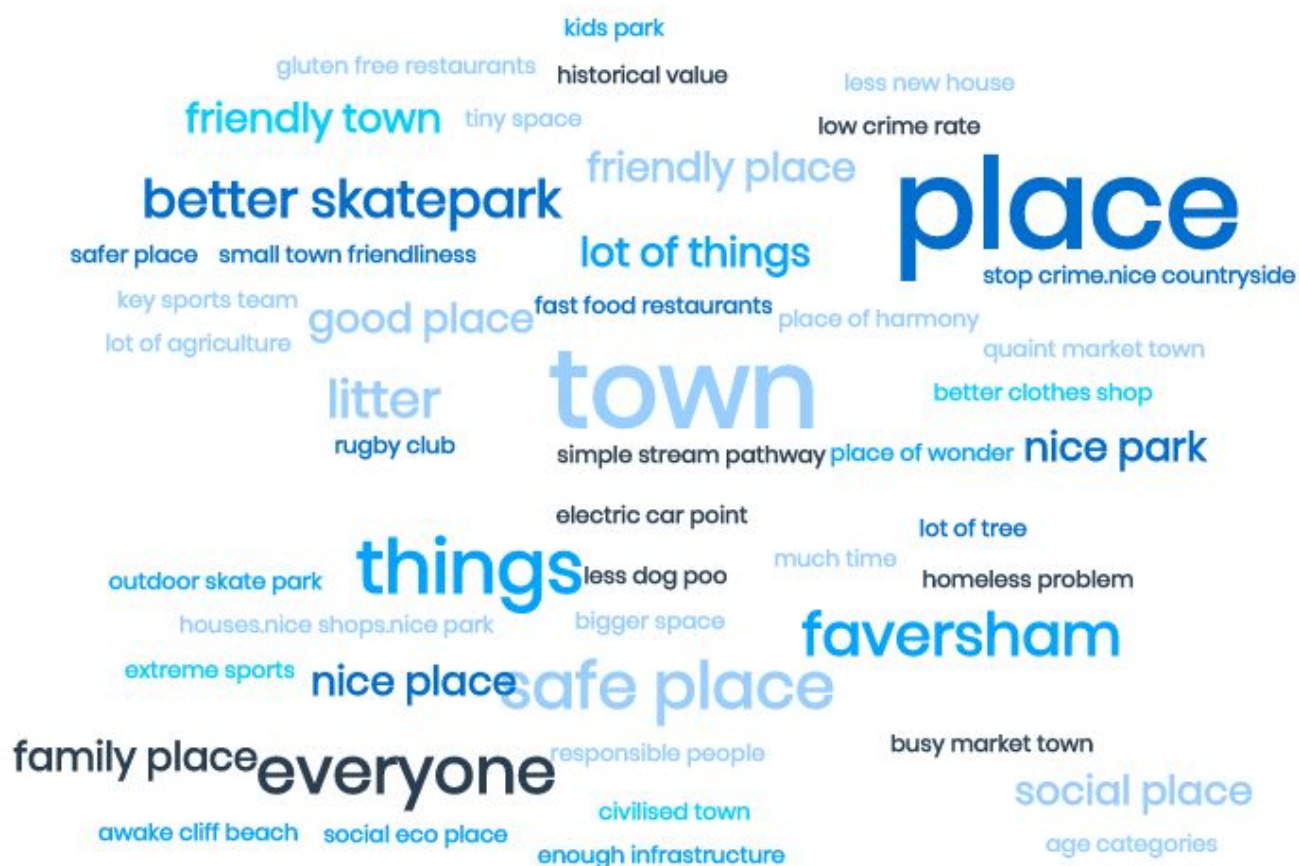 kids park
gluten free restaurants
historical value
less new house
friendly town
tiny space
low crime rate
friendly place
better skatepark
place
safer place
small town friendliness
lot of things
stop crime.nice countryside
key sports team
good place
fast food restaurants
place of harmony
lot of agriculture
quaint market town
litter
town
better clothes shop
rugby club
simple stream pathway
place of wonder
nice park
electric car point
lot of tree
things
less dog poo
much time
homeless problem
outdoor skate park
houses.nice shops.nice park
bigger space
faversham
extreme sports
nice place
safe place
family place
everyone
responsible people
busy market town
social place
awake cliff beach
social eco place
civilised town
enough infrastructure
age categories